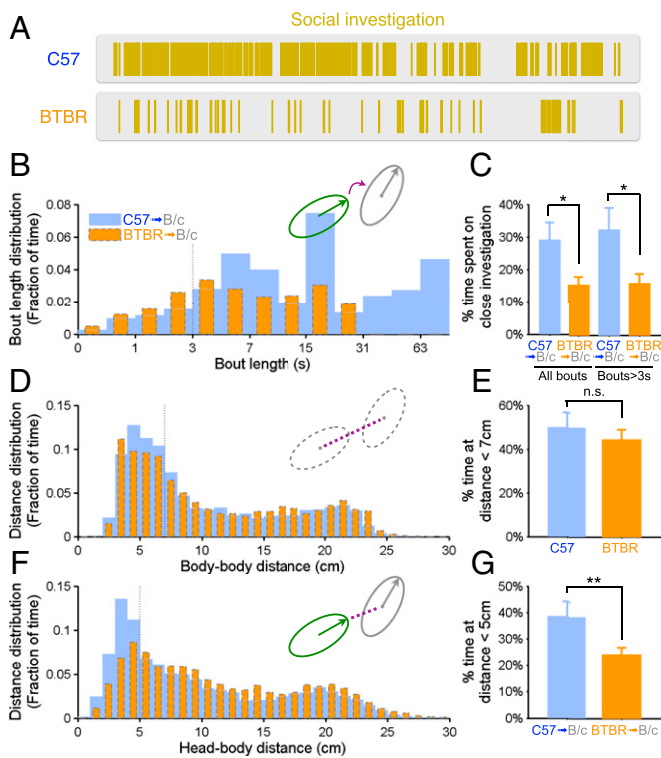 A
Social investigation
C57
BTBR
B
Bout length distribution
(Fraction of time)
0.08
0.06
0.04
0.02
0
C57→B/c
BTBR→B/c
0 1 3 7 15 31 63
Bout length (s)
C
% time spent on
close investigation
40%
30%
20%
10%
0%
* *
C57 BTBR C57 BTBR
→B/c →B/c →B/c →B/c
All bouts Bouts>3s
D
Distance distribution
(Fraction of time)
0.15
0.1
0.05
0
0 5 10 15 20 25 30
Body-body distance (cm)
E
% time at
distance < 7cm
60%
40%
20%
0%
n.s.
C57 BTBR
F
Distance distribution
(Fraction of time)
0.15
0.1
0.05
0
0 5 10 15 20 25 30
Head-body distance (cm)
G
% time at
distance < 5cm
50%
40%
30%
20%
10%
0%
**
C57→B/c BTBR→B/c